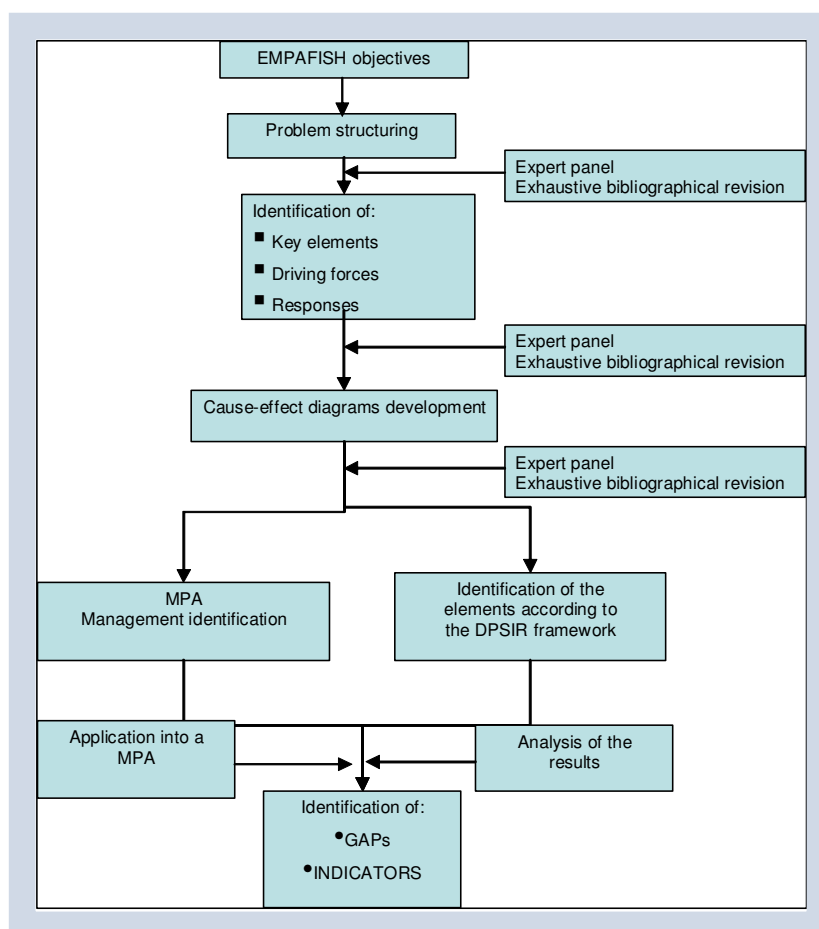 EMPAFISH objectives
Problem structuring
Expert panel
Exhaustive bibliographical revision
Identification of:
▪ Key elements
▪ Driving forces
▪ Responses
Expert panel
Exhaustive bibliographical revision
Cause-effect diagrams development
Expert panel
Exhaustive bibliographical revision
MPA
Management identification
Identification of the
elements according to
the DPSIR framework
Application into a
MPA
Analysis of the
results
Identification of:
•GAPs
•INDICATORS